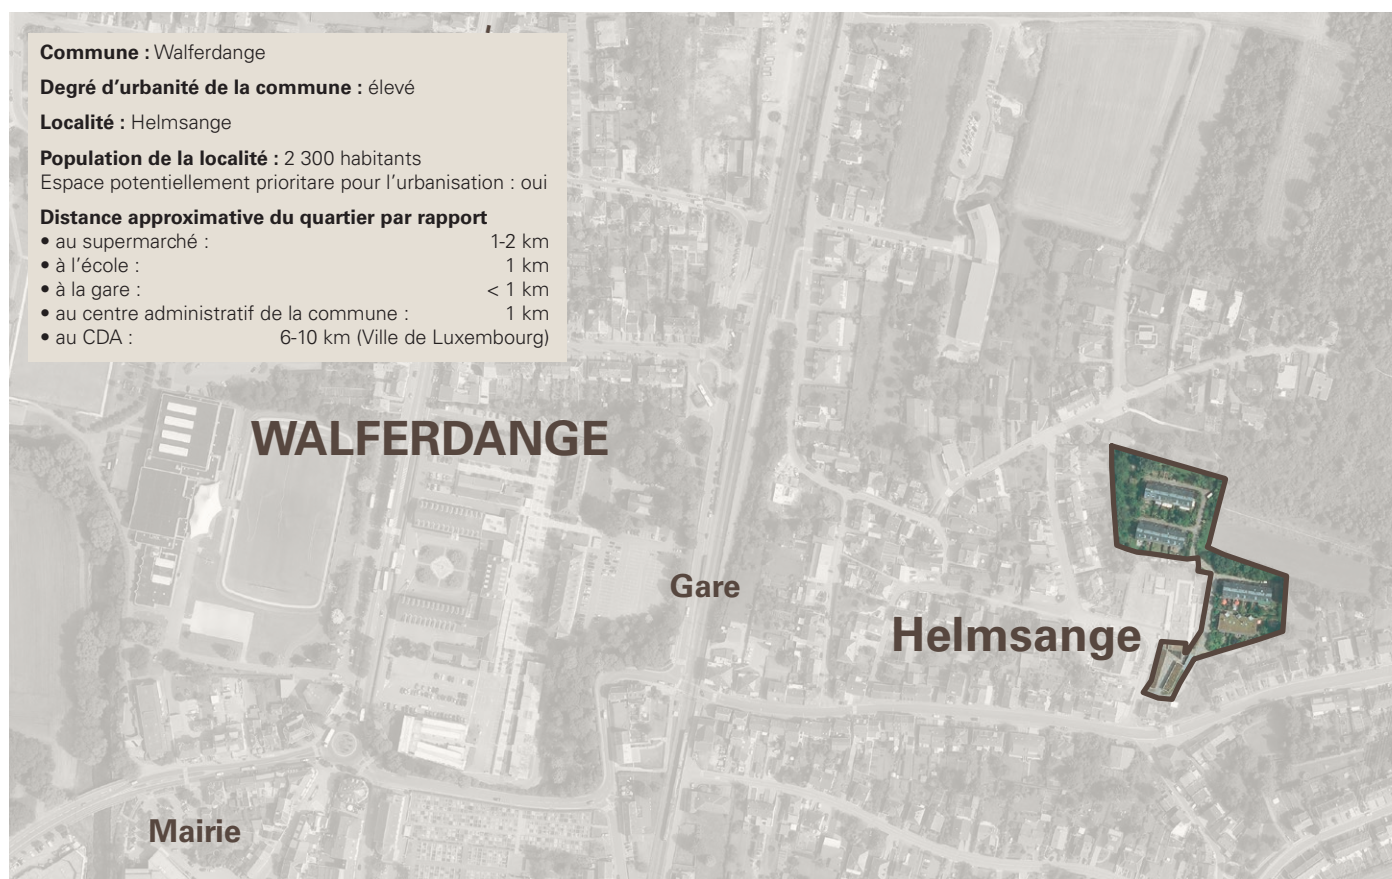 Commune : Walferdange
Degré d'urbanité de la commune : élevé
Localité : Helmsange
Population de la localité : 2 300 habitants
Espace potentiellement prioritare pour l'urbanisation : oui
Distance approximative du quartier par rapport
• au supermarché : 1-2 km
• à l'école : 1 km
• à la gare : < 1 km
• au centre administratif de la commune : 1 km
• au CDA : 6-10 km (Ville de Luxembourg)
WALFERDANGE
Gare
Helmsange
Mairie